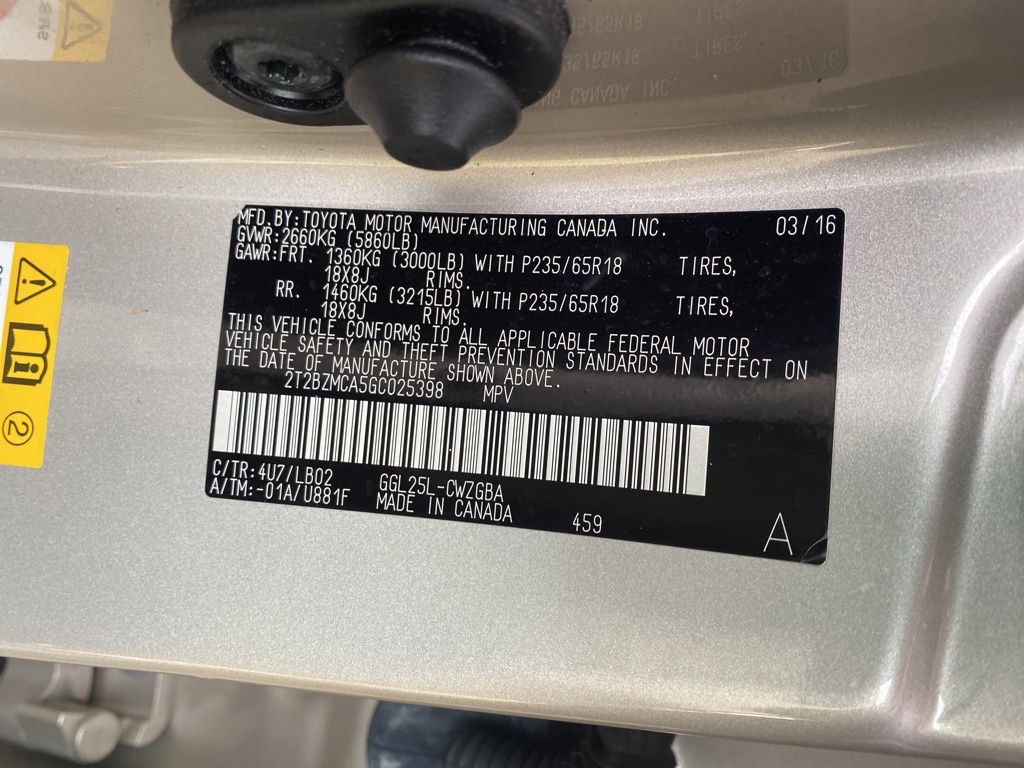 MFD.BY:TOYOTA MOTOR MANUFACTURING CANADA INC. 03/16
GVWR:2660KG (5860LB)
GAWR:FRT. 1360KG (3000LB) WITH P235/65R18 TIRES,
18X8J RIMS.
RR. 1460KG (3215LB) WITH P235/65R18 TIRES,
18X8J RIMS.
THIS VEHICLE CONFORMS TO ALL APPLICABLE FEDERAL MOTOR
VEHICLE SAFETY AND THEFT PREVENTION STANDARDS IN EFFECT ON
THE DATE OF MANUFACTURE SHOWN ABOVE.
2T2BZMCA5GC025398 MPV
C/TR:4U7/LB02 GGL25L-CWZGBA
A/TM:-01A/U881F MADE IN CANADA 459
A
2